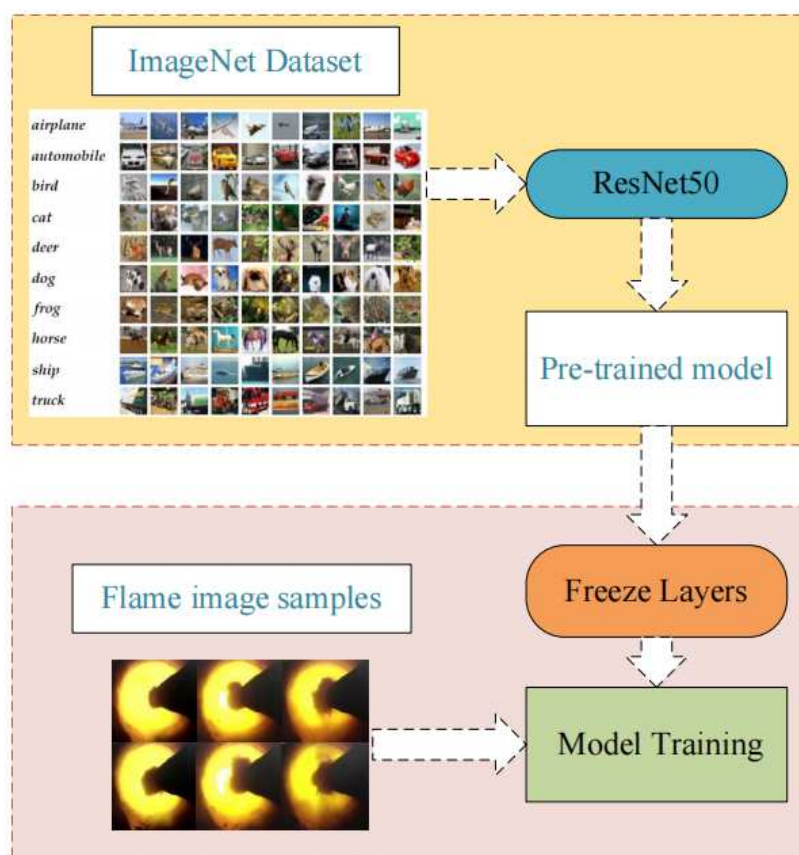 ImageNet Dataset
airplane
automobile
bird
cat
deer
dog
frog
horse
ship
truck
ResNet50
Pre-trained model
Flame image samples
Freeze Layers
Model Training